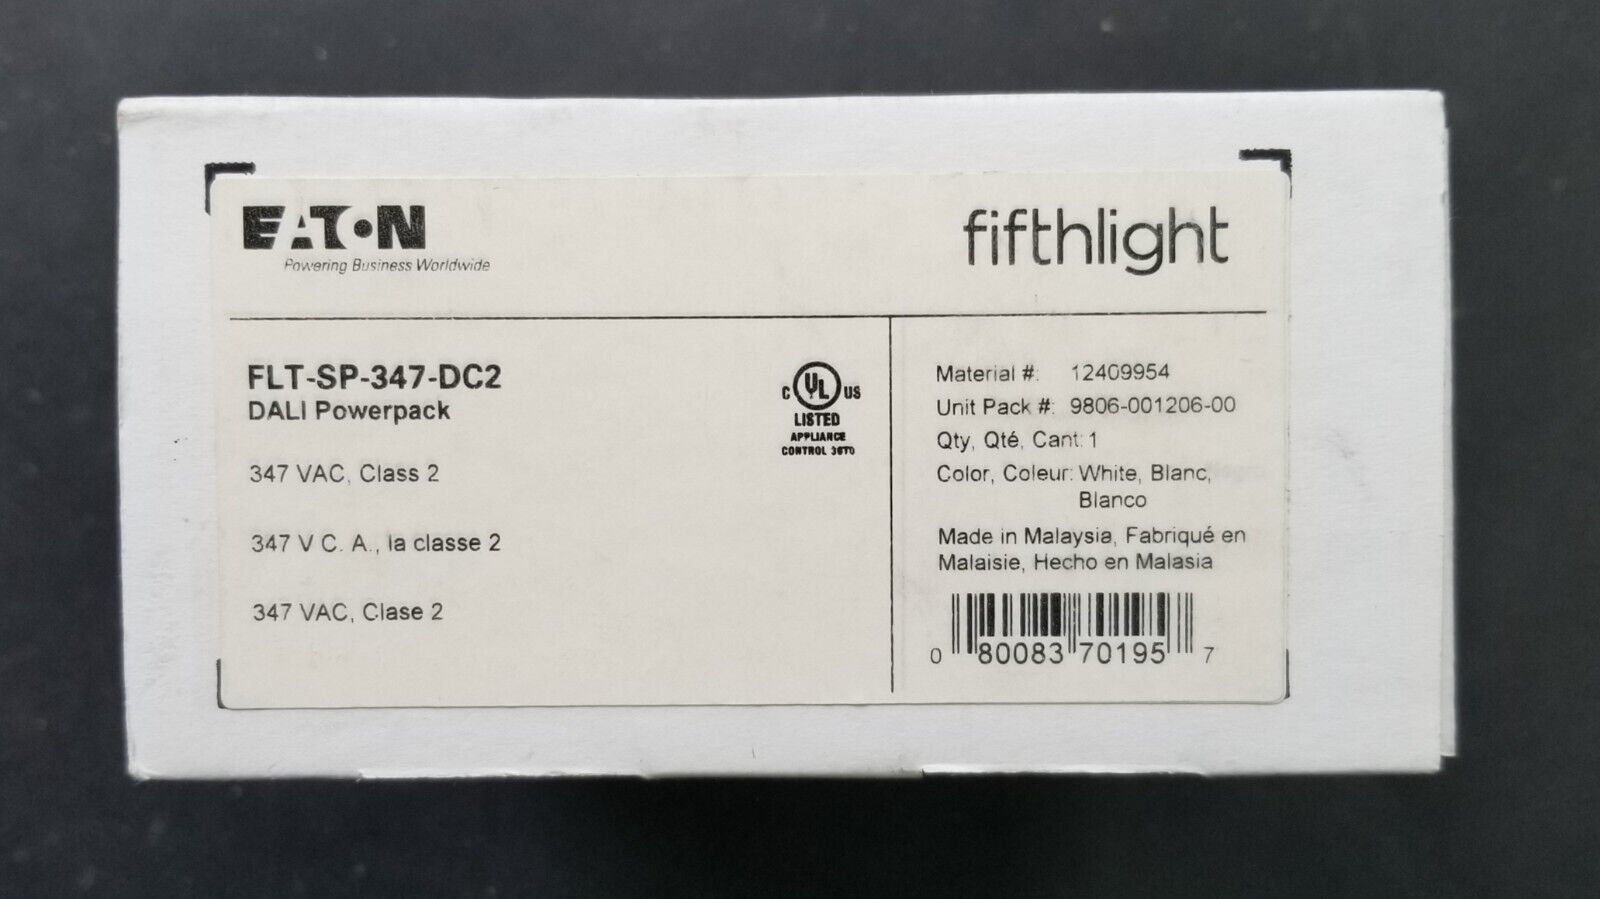 EATON
Powering Business Worldwide
fifthlight
FLT-SP-347-DC2
DALI Powerpack
347 VAC, Class 2
347 V C. A., la classe 2
347 VAC, Clase 2
C UL US
LISTED
APPLIANCE
CONTROL 36TO
Material #: 12409954
Unit Pack #: 9806-001206-00
Qty, Qté, Cant: 1
Color, Coleur: White, Blanc,
Blanco
Made in Malaysia, Fabriqué en
Malaisie, Hecho en Malasia
0 80083 70195 7